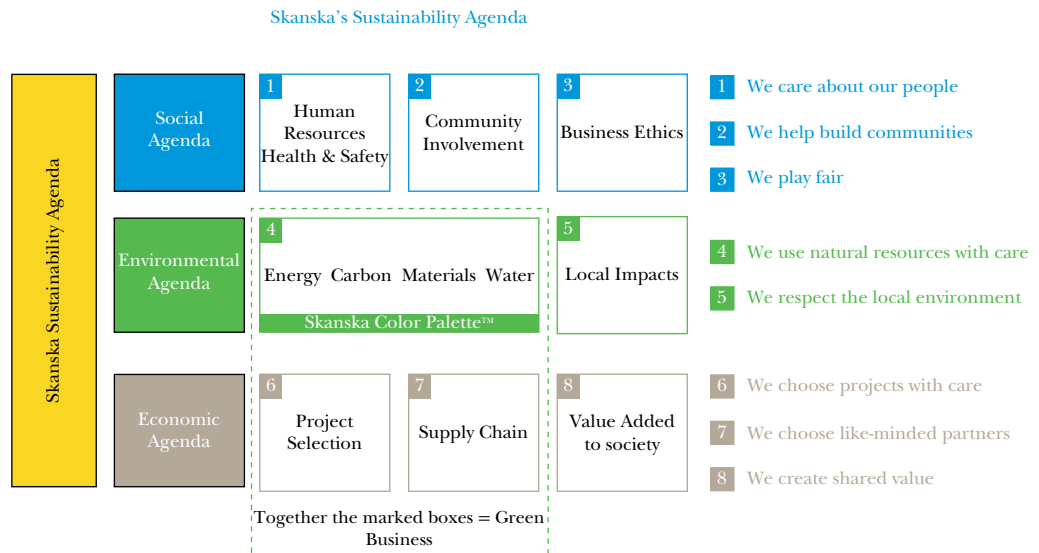 Skanska’s Sustainability Agenda
Skanska Sustainability Agenda
Social
Agenda
1
Human
Resources
Health & Safety
2
Community
Involvement
3
Business Ethics
1 We care about our people
2 We help build communities
3 We play fair
Environmental
Agenda
4
Energy Carbon Materials Water
Skanska Color Palette™
5
Local Impacts
4 We use natural resources with care
5 We respect the local environment
Economic
Agenda
6
Project
Selection
7
Supply Chain
8
Value Added
to society
6 We choose projects with care
7 We choose like-minded partners
8 We create shared value
Together the marked boxes = Green
Business